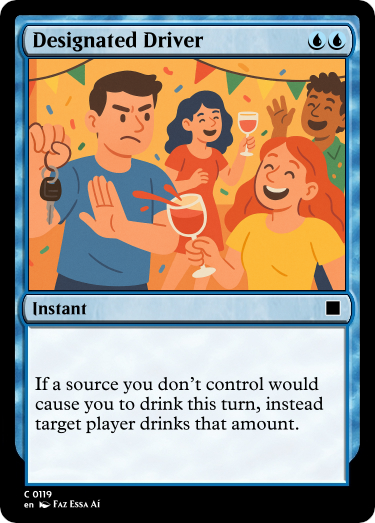 Designated Driver
Instant
If a source you don't control would
cause you to drink this turn, instead
target player drinks that amount.
C 0119
en Faz Essa Aí